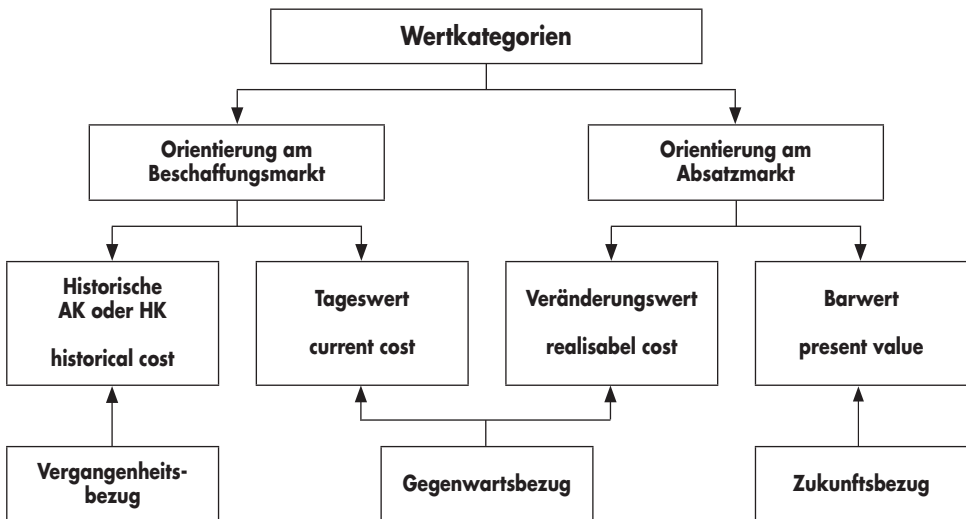 Wertkategorien
Orientierung am
Beschaffungsmarkt
Orientierung am
Absatzmarkt
Historische
AK oder HK
historical cost
Tageswert
current cost
Veränderungswert
realisabel cost
Barwert
present value
Vergangenheits-
bezug
Gegenwartsbezug
Zukunftsbezug